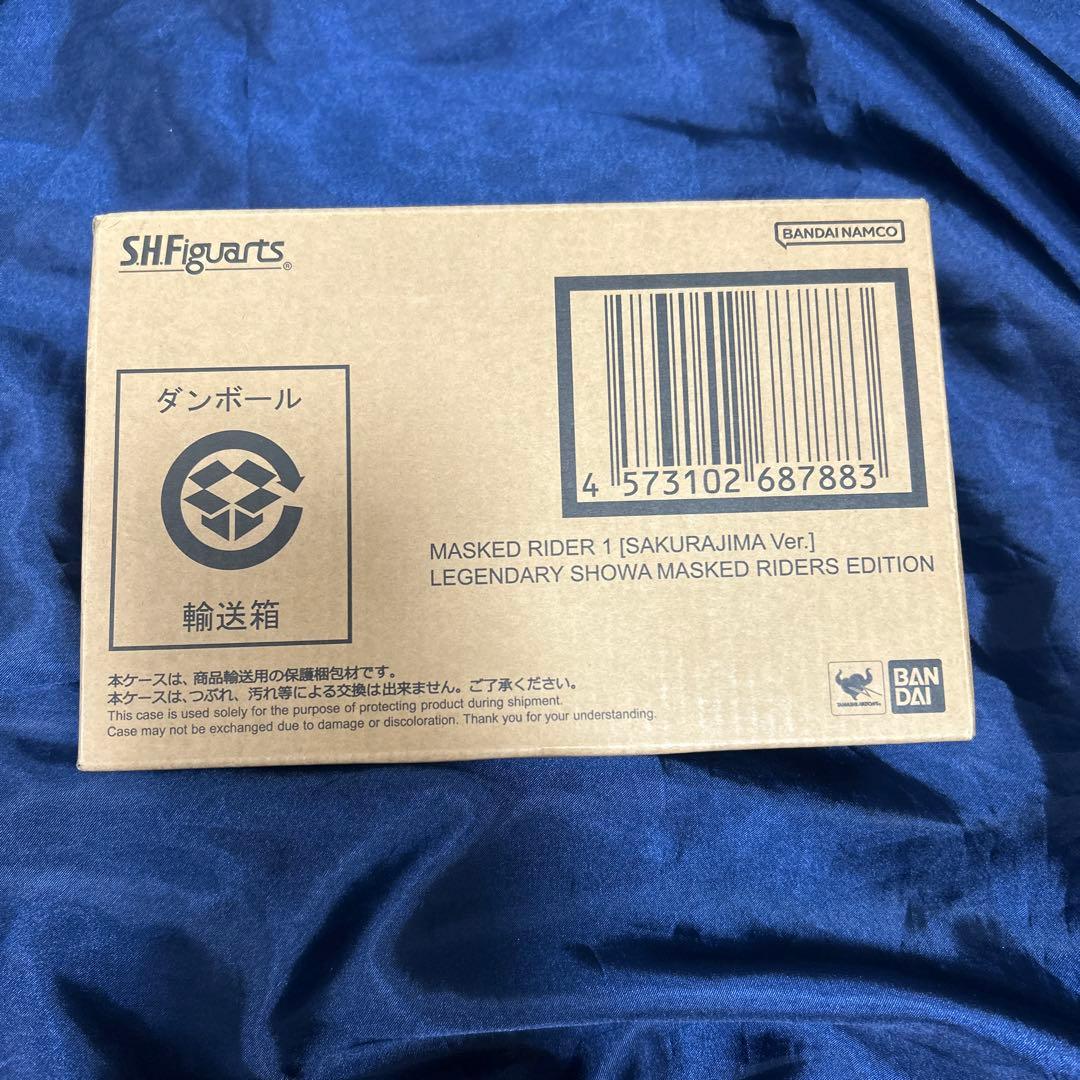 S.H.Figuarts®
BANDAI NAMCO
ダンボール
輸送箱
4 573102 687883
MASKED RIDER 1 [SAKURAJIMA Ver.]
LEGENDARY SHOWA MASKED RIDERS EDITION
本ケースは、商品輸送用の保護梱包材です。
本ケースは、つぶれ、汚れ等による交換は出来ません。ご了承ください。
This case is used solely for the purpose of protecting product during shipment.
Case may not be exchanged due to damage or discoloration. Thank you for your understanding.
TAMASHII NATIONS
BAN
DAI